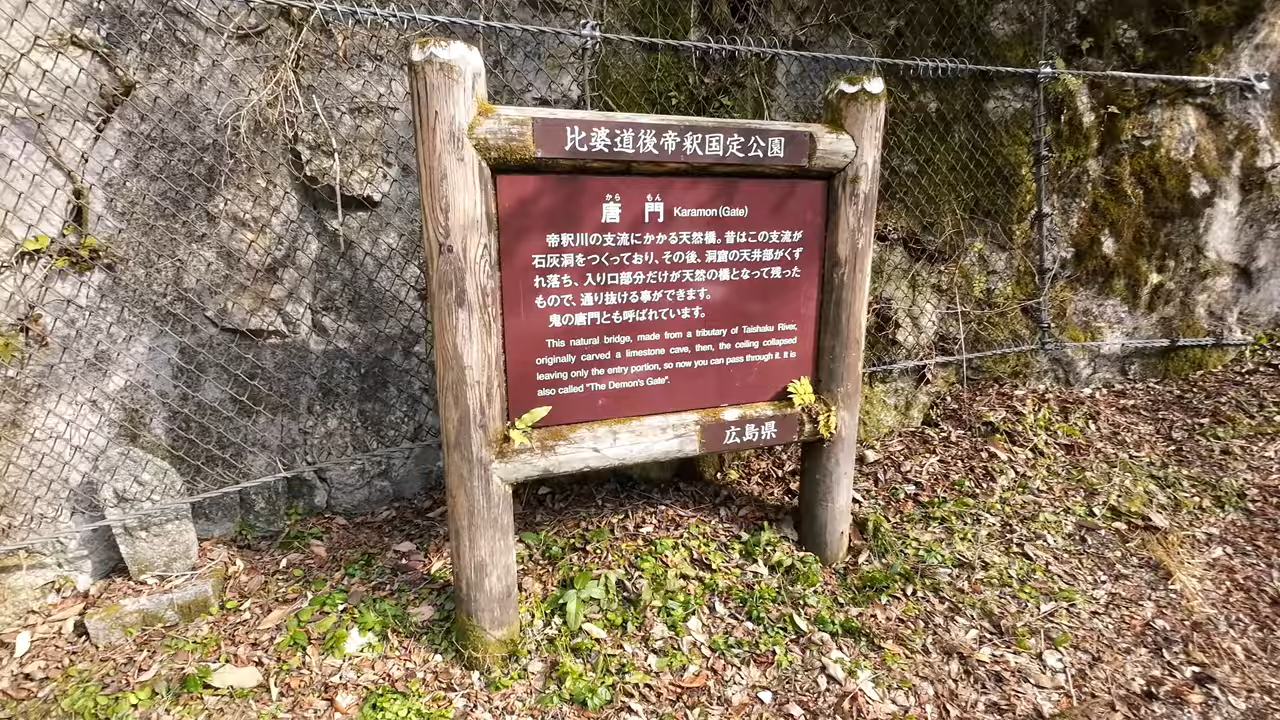 比婆道後帝釈国定公園
から もん
唐 門 Karamon (Gate)
帝釈川の支流にかかる天然橋。昔はこの支流が
石灰洞をつくっており、その後、洞窟の天井部がくず
れ落ち、入り口部分だけが天然の橋となって残った
もので、通り抜ける事ができます。
鬼の唐門とも呼ばれています。
This natural bridge, made from a tributary of Taishaku River,
originally carved a limestone cave, then, the ceiling collapsed
leaving only the entry portion, so now you can pass through it. It is
also called "The Demon's Gate".
広島県